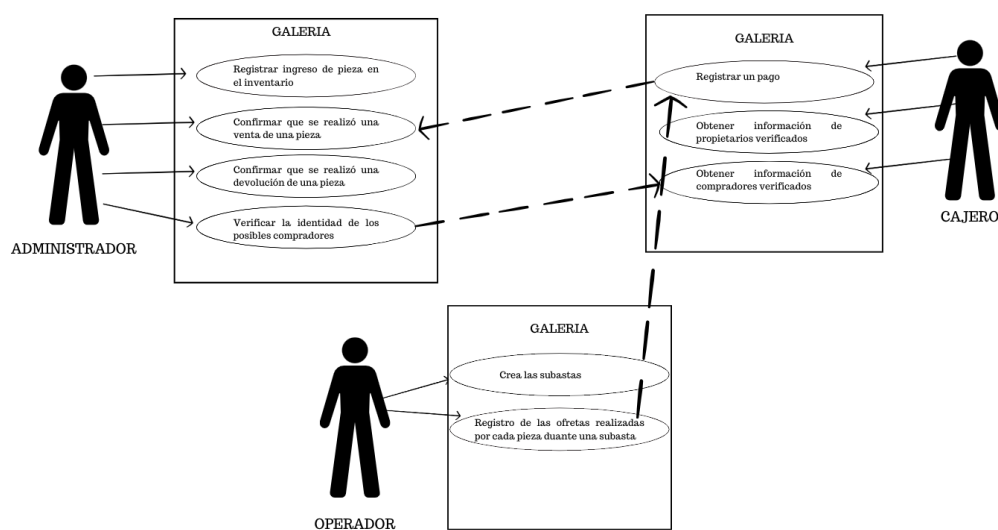 GALERIA
Registrar ingreso de pieza en
el inventario
Confirmar que se realizó una
venta de una pieza
Confirmar que se realizó una
devolución de una pieza
Verificar la identidad de los
posibles compradores
ADMINISTRADOR
GALERIA
Registrar un pago
Obtener información de
propietarios verificados
Obtener información de
compradores verificados
CAJERO
GALERIA
Crea las subastas
Registro de las ofretas realizadas
por cada pieza duante una subasta
OPERADOR